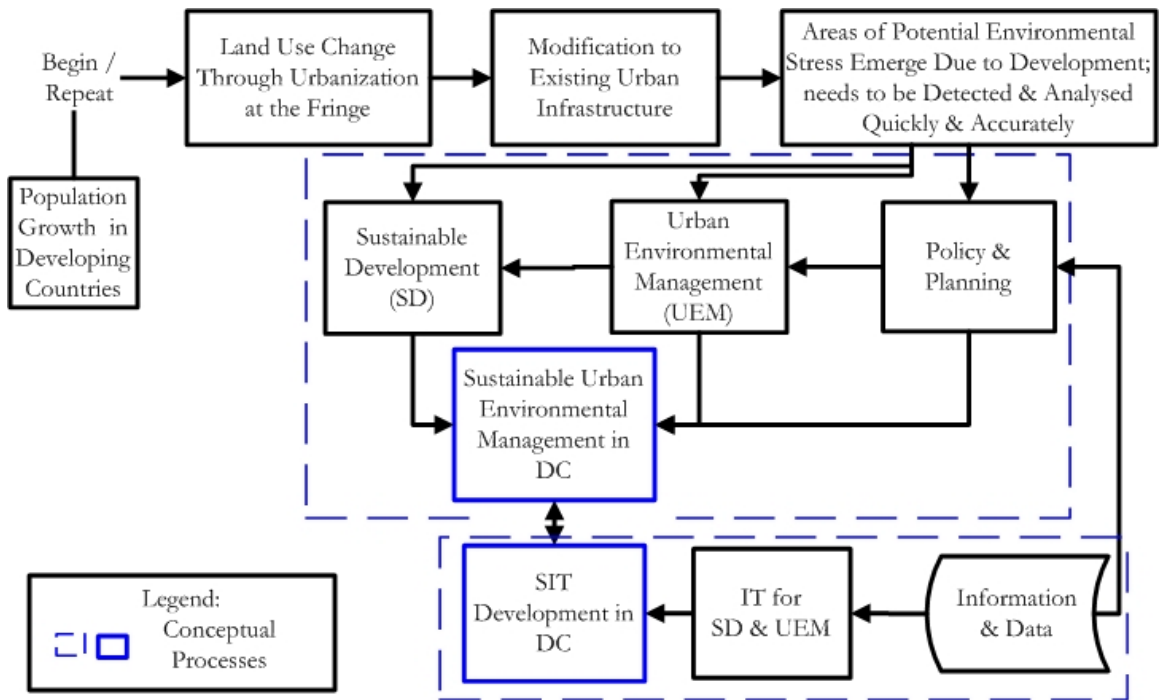 Begin /
Repeat
Population
Growth in
Developing
Countries
Land Use Change
Through Urbanization
at the Fringe
Modification to
Existing Urban
Infrastructure
Areas of Potential Environmental
Stress Emerge Due to Development;
needs to be Detected & Analysed
Quickly & Accurately
Sustainable
Development
(SD)
Urban
Environmental
Management
(UEM)
Policy &
Planning
Sustainable Urban
Environmental
Management in
DC
SIT
Development in
DC
IT for
SD & UEM
Information
& Data
Legend:
Conceptual
Processes